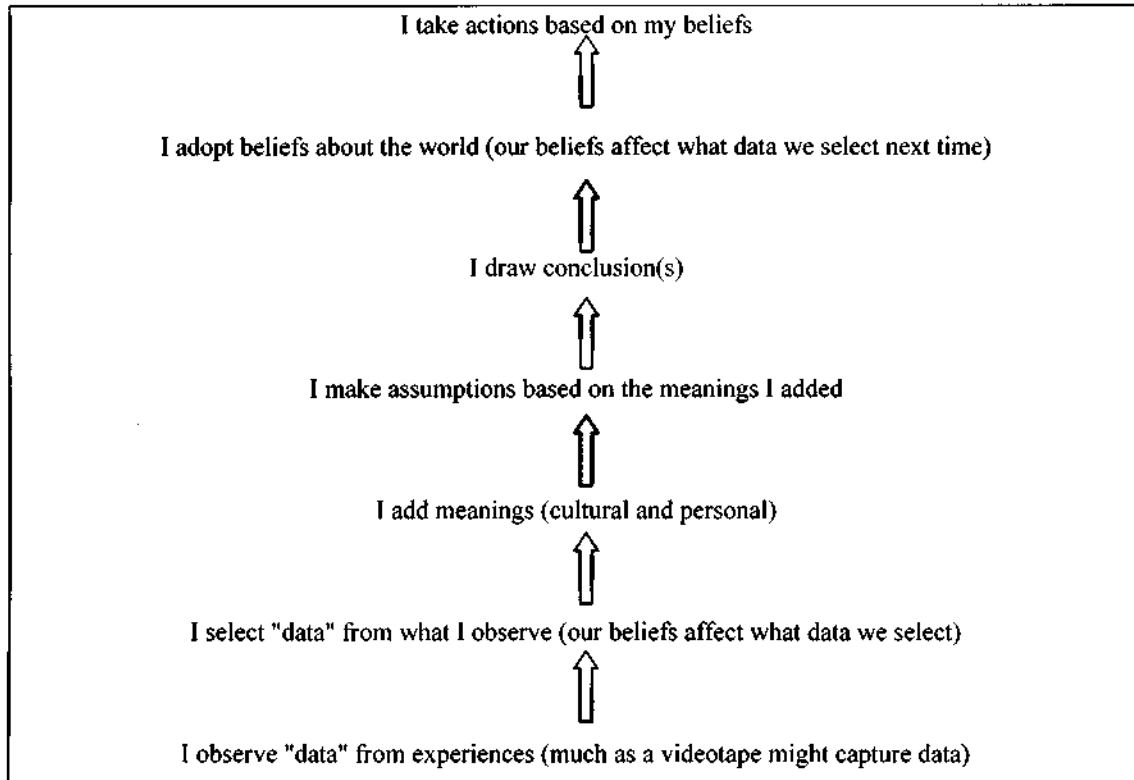 I take actions based on my beliefs
I adopt beliefs about the world (our beliefs affect what data we select next time)
I draw conclusion(s)
I make assumptions based on the meanings I added
I add meanings (cultural and personal)
I select "data" from what I observe (our beliefs affect what data we select)
I observe "data" from experiences (much as a videotape might capture data)